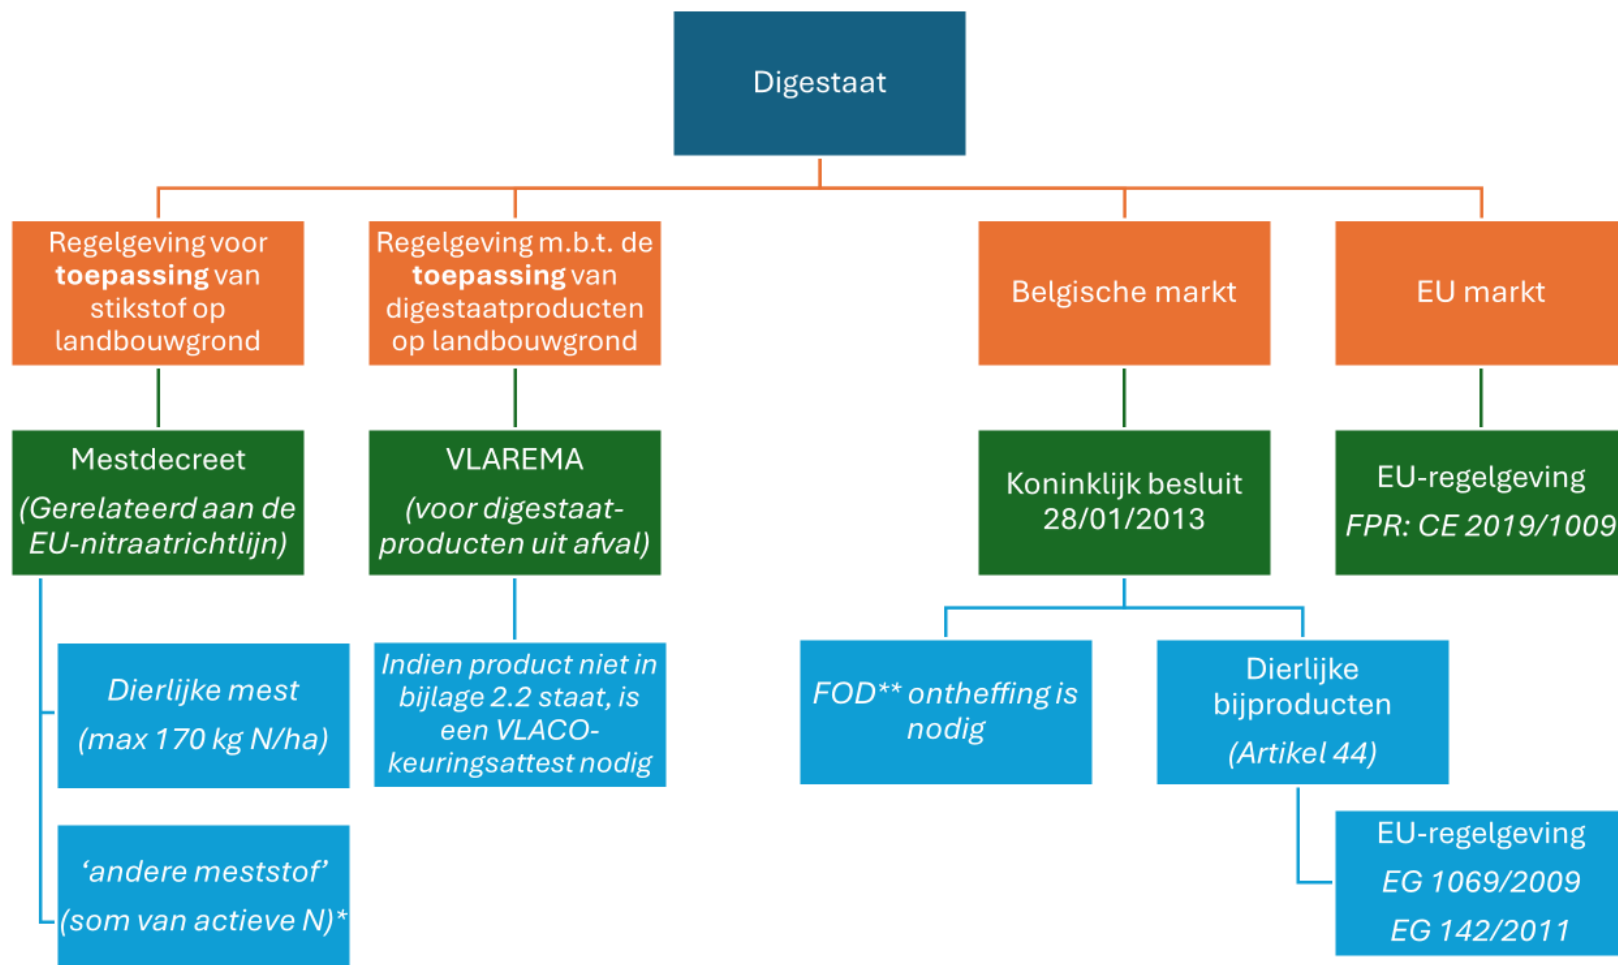 Digestaat
Regelgeving voor
toepassing van
stikstof op
landbouwgrond
Regelgeving m.b.t. de
toepassing van
digestaatproducten
op landbouwgrond
Belgische markt
EU markt
Mestdecreet
(Gerelateerd aan de
EU-nitraatrichtlijn)
VLAREMA
(voor digestaat-
producten uit afval)
Koninklijk besluit
28/01/2013
EU-regelgeving
FPR: CE 2019/1009
Dierlijke mest
(max 170 kg N/ha)
Indien product niet in
bijlage 2.2 staat, is
een VLACO-
keuringsattest nodig
FOD** ontheffing is
nodig
Dierlijke
bijproducten
(Artikel 44)
‘andere meststof’
(som van actieve N)*
EU-regelgeving
EG 1069/2009
EG 142/2011